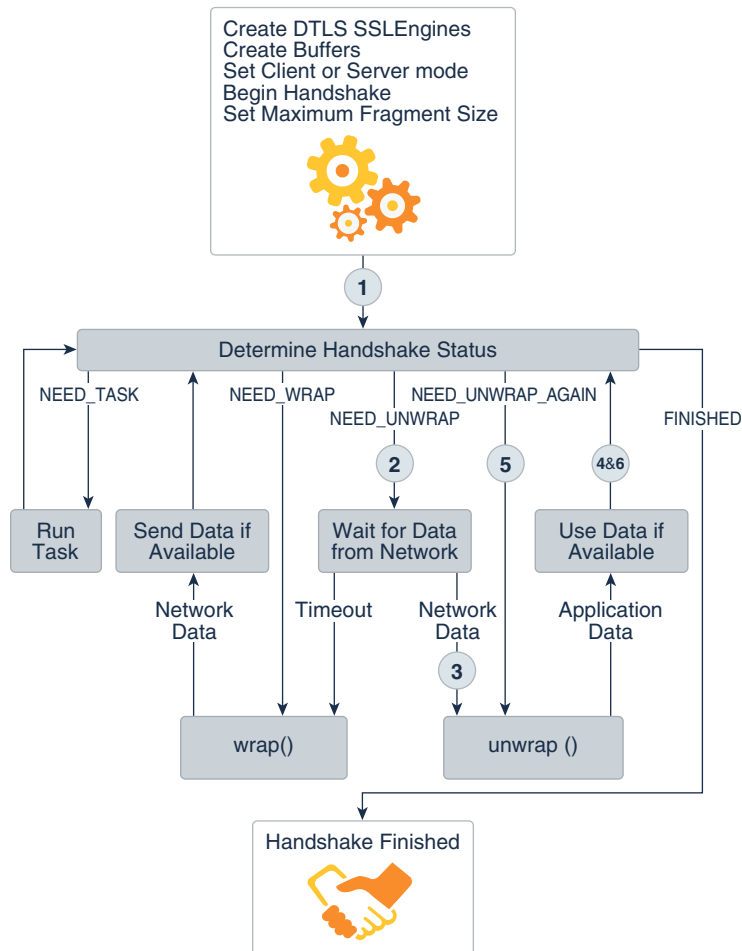 Create DTLS SSLEngines
Create Buffers
Set Client or Server mode
Begin Handshake
Set Maximum Fragment Size
1
Determine Handshake Status
NEED_TASK
NEED_WRAP
NEED_UNWRAP
NEED_UNWRAP_AGAIN
FINISHED
2
5
4&6
Run
Task
Send Data if
Available
Wait for Data
from Network
Use Data if
Available
Network
Data
Timeout
Network
Data
Application
Data
3
wrap()
unwrap ()
Handshake Finished